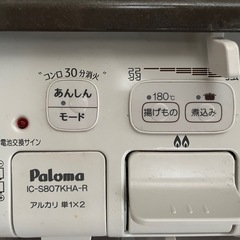 コンロ30分消火
あんしん
モード
180℃
揚げもの
煮込み
電池交換サイン
Paloma
IC-S807KHA-R
アルカリ 単1×2